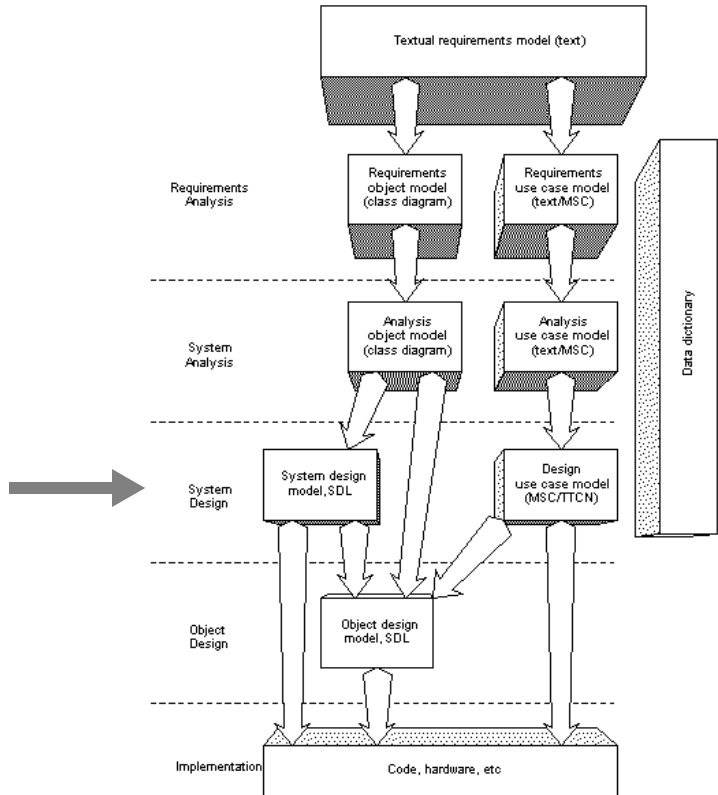 Textual requirements model (text)
Requirements
Analysis
Requirements
object model
(class diagram)
Requirements
use case model
(text/MSC)
Data dictionary
System
Analysis
Analysis
object model
(class diagram)
Analysis
use case model
(text/MSC)
System
Design
System design
model, SDL
Design
use case model
(MSC/TTCN)
Object
Design
Object design
model, SDL
Implementation
Code, hardware, etc